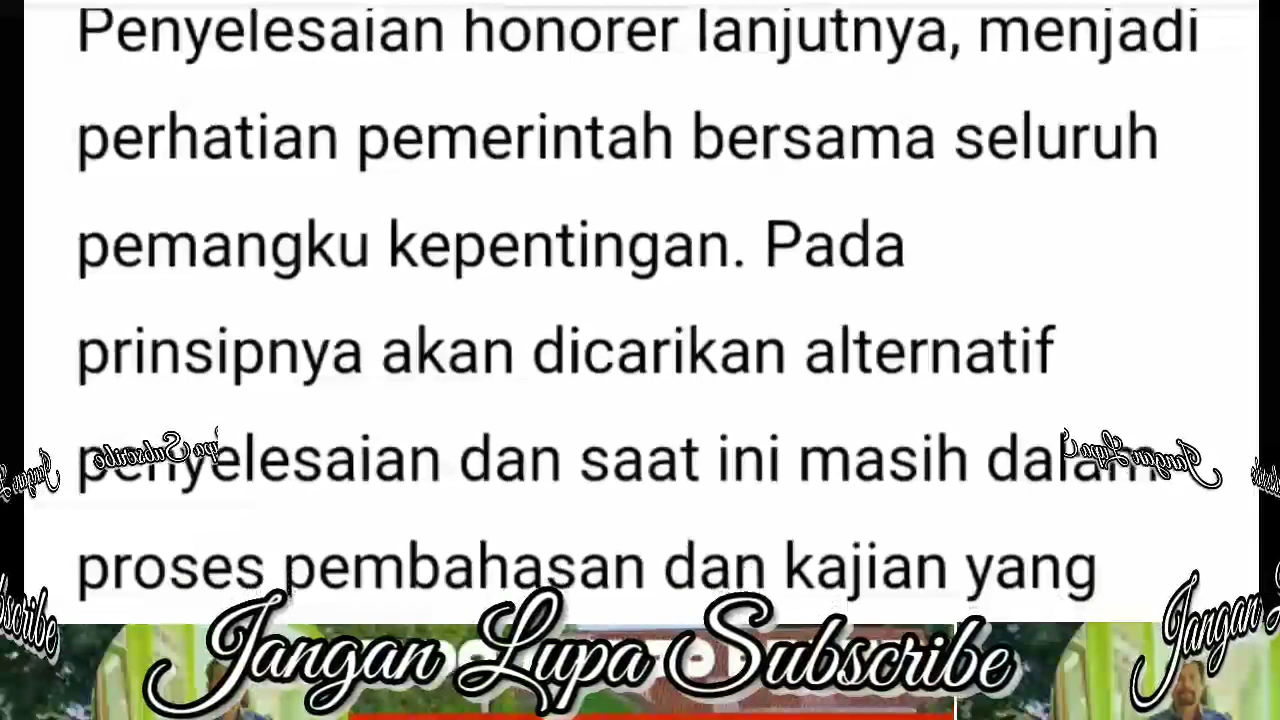 Penyelesaian honorer lanjutnya, menjadi
perhatian pemerintah bersama seluruh
pemangku kepentingan. Pada
prinsipnya akan dicarikan alternatif
penyelesaian dan saat ini masih dalam
proses pembahasan dan kajian yang
Jangan Lupa Subscribe